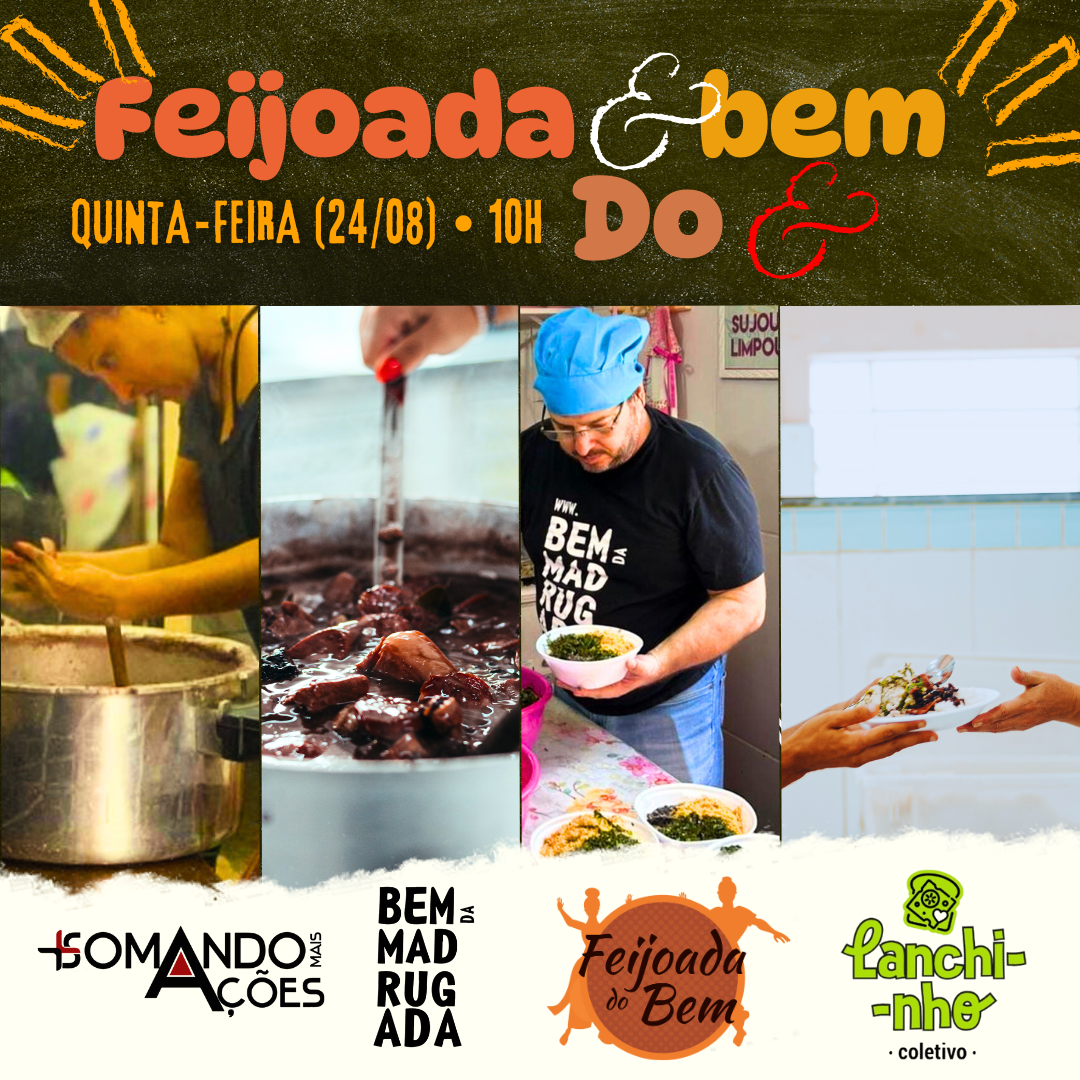 Feijoada & bem
Do &
QUINTA-FEIRA (24/08) • 10H
SUJOU
LIMPOU
WWW.
BEM DA
MAD
RUG
+SOMANDO MAIS
AÇÕES
BEM DA
MAD
RUG
ADA
Feijoada
do Bem
Lanchi-
-nho
· coletivo ·